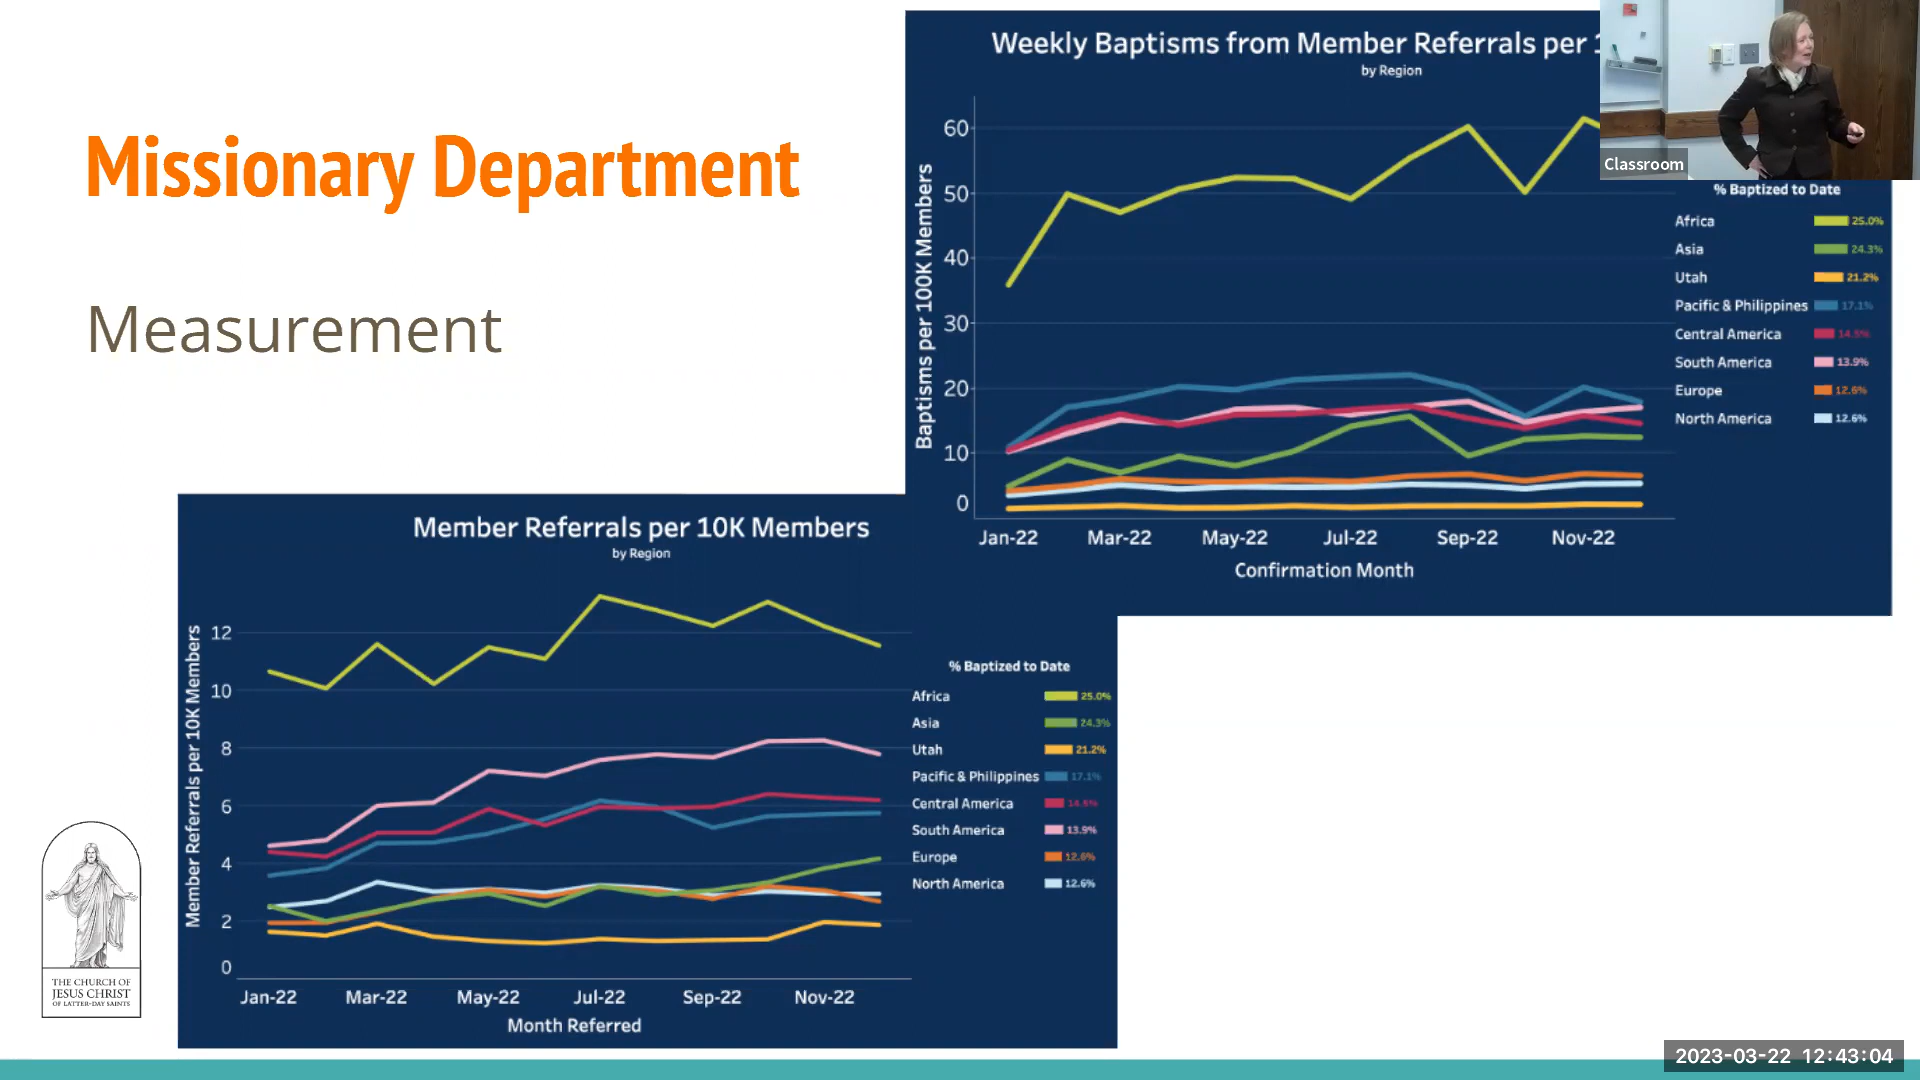 Missionary Department
Measurement
Weekly Baptisms from Member Referrals per
by Region
Baptisms per 100K Members
60
50
40
30
20
10
0
Jan-22 Mar-22 May-22 Jul-22 Sep-22 Nov-22
Confirmation Month
% Baptized to Date
Africa 25.0%
Asia 24.3%
Utah 21.2%
Pacific & Philippines 17.1%
Central America
South America 13.9%
Europe 12.6%
North America 12.6%
Classroom
Member Referrals per 10K Members
by Region
Member Referrals per 10K Members
12
10
8
6
4
2
0
Jan-22 Mar-22 May-22 Jul-22 Sep-22 Nov-22
Month Referred
% Baptized to Date
Africa 25.0%
Asia 24.3%
Utah 21.2%
Pacific & Philippines 17.1%
Central America
South America 13.9%
Europe 12.6%
North America 12.6%
THE CHURCH OF
JESUS CHRIST
OF LATTER-DAY SAINTS
2023-03-22 12:43:04